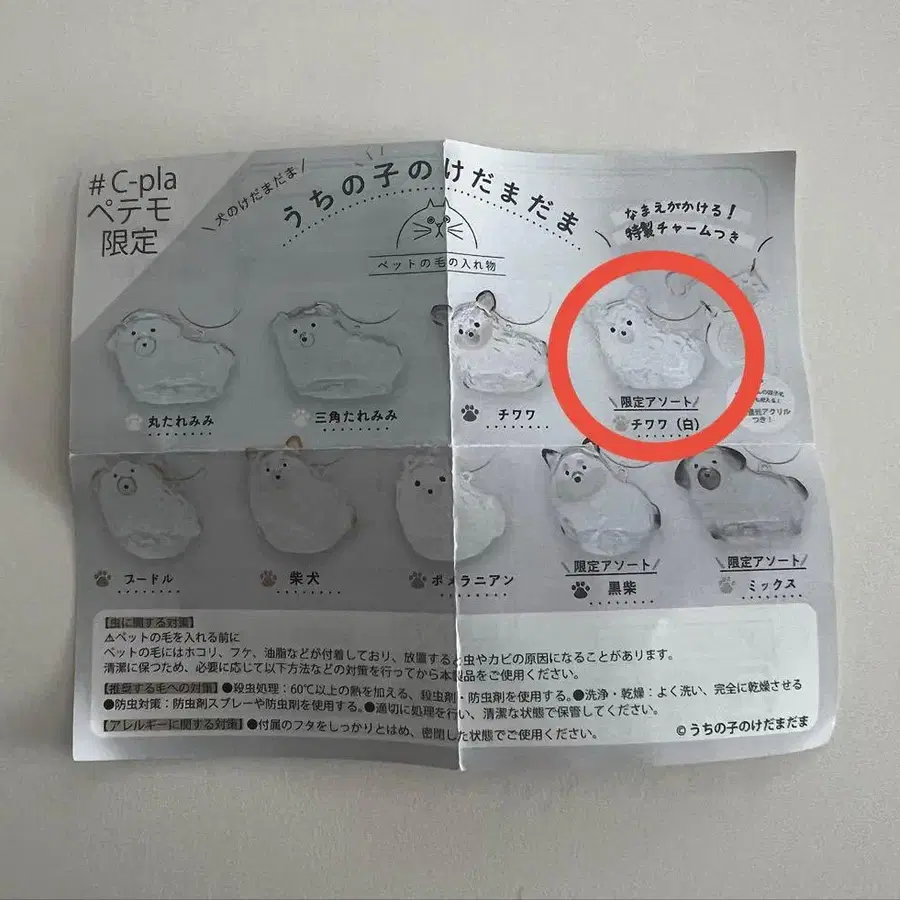 # C-pla
ペテモ
限定
犬のけだまだま
うちの子のけだまだま
ペットの毛の入れ物
なまえがかける！
特製チャームつき
丸たれみみ
三角たれみみ
チワワ
限定アソート
チワワ（白）
つき！
プードル
柴犬
ポメラニアン
限定アソート
黒柴
限定アソート
ミックス
【虫に関する対策】
⚠ペットの毛を入れる前に
ペットの毛にはホコリ、フケ、油脂などが付着しており、放置すると虫やカビの原因になることがあります。
清潔に保つため、必要に応じて以下方法などの対策を行ってから本製品をご使用ください。
【推奨する毛への対策】●殺虫処理：60℃以上の熱を加える、殺虫剤・防虫剤を使用する。●洗浄・乾燥：よく洗い、完全に乾燥させる
●防虫対策：防虫剤スプレーや防虫剤を使用する。●適切に処理を行い、清潔な状態で保管してください。
【アレルギーに関する対策】●付属のフタをしっかりとはめ、密閉した状態でご使用ください。
© うちの子のけだまだま